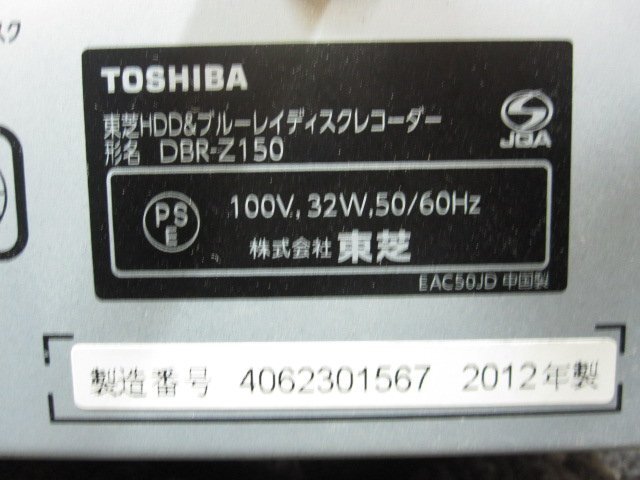 スク
TOSHIBA
東芝HDD&ブルーレイディスクレコーダー
形名 DBR-Z150
JQA
PSE
100V, 32W, 50/60Hz
株式会社 東芝
EAC50JD 中国製
製造番号 4062301567 2012年製